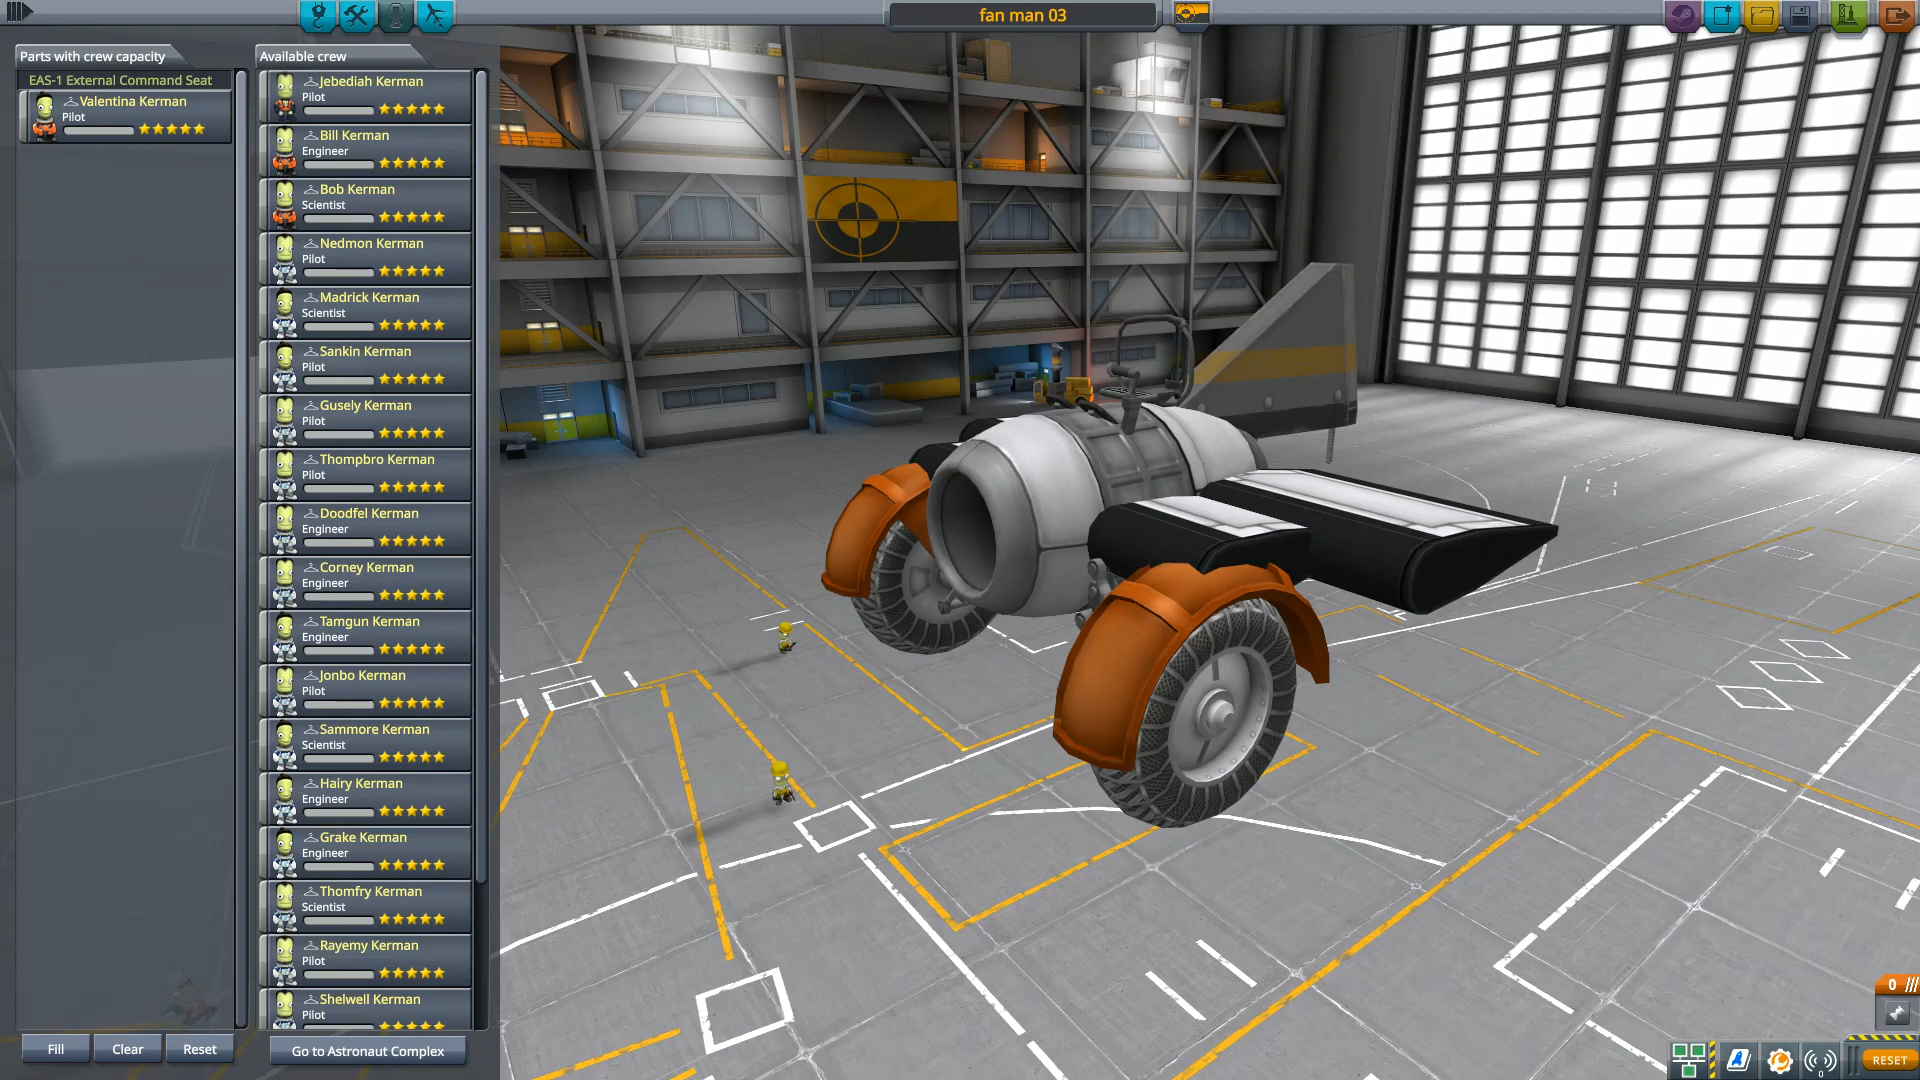 fan man 03
Parts with crew capacity
EAS-1 External Command Seat
Valentina Kerman
Pilot
Available crew
Jebediah Kerman
Pilot
Bill Kerman
Engineer
Bob Kerman
Scientist
Nedmon Kerman
Pilot
Madrick Kerman
Scientist
Sankin Kerman
Pilot
Gusely Kerman
Pilot
Thompbro Kerman
Pilot
Doodfel Kerman
Engineer
Corney Kerman
Engineer
Tamgun Kerman
Engineer
Jonbo Kerman
Pilot
Sammore Kerman
Scientist
Hairy Kerman
Engineer
Grake Kerman
Engineer
Thomfry Kerman
Scientist
Rayemy Kerman
Pilot
Shelwell Kerman
Pilot
Fill
Clear
Reset
Go to Astronaut Complex
0
0
RESET